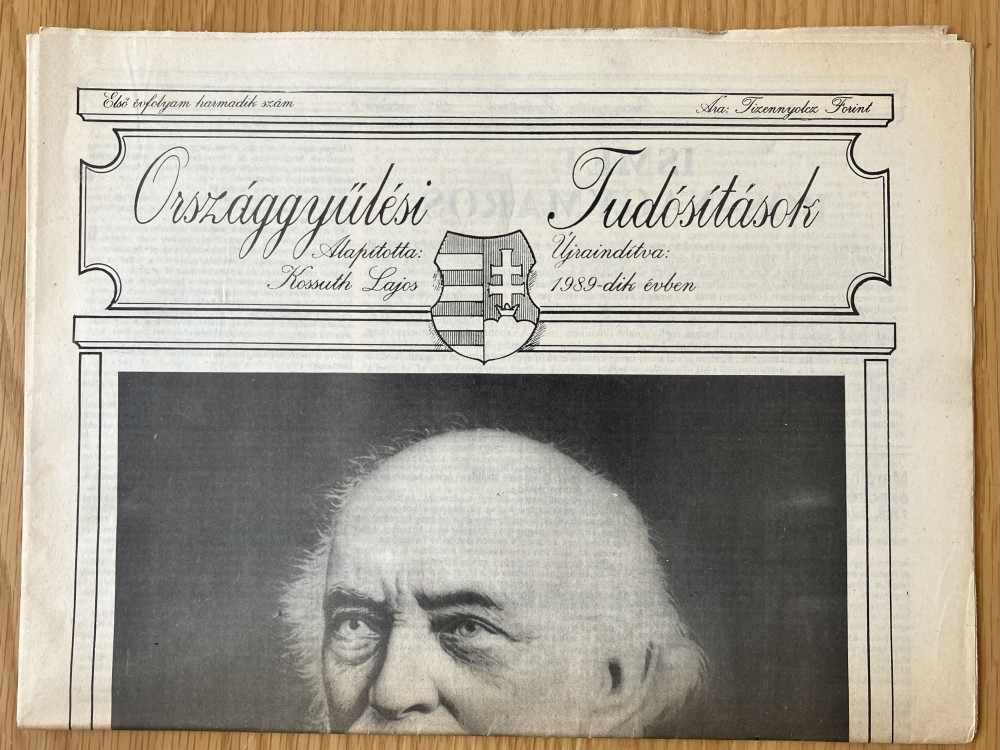 Első évfolyam harmadik szám
Ára: Tizennyolcz Forint
Országgyűlési Tudósítások
Alapította: Újraindítva:
Kossuth Lajos 1989-dik évben